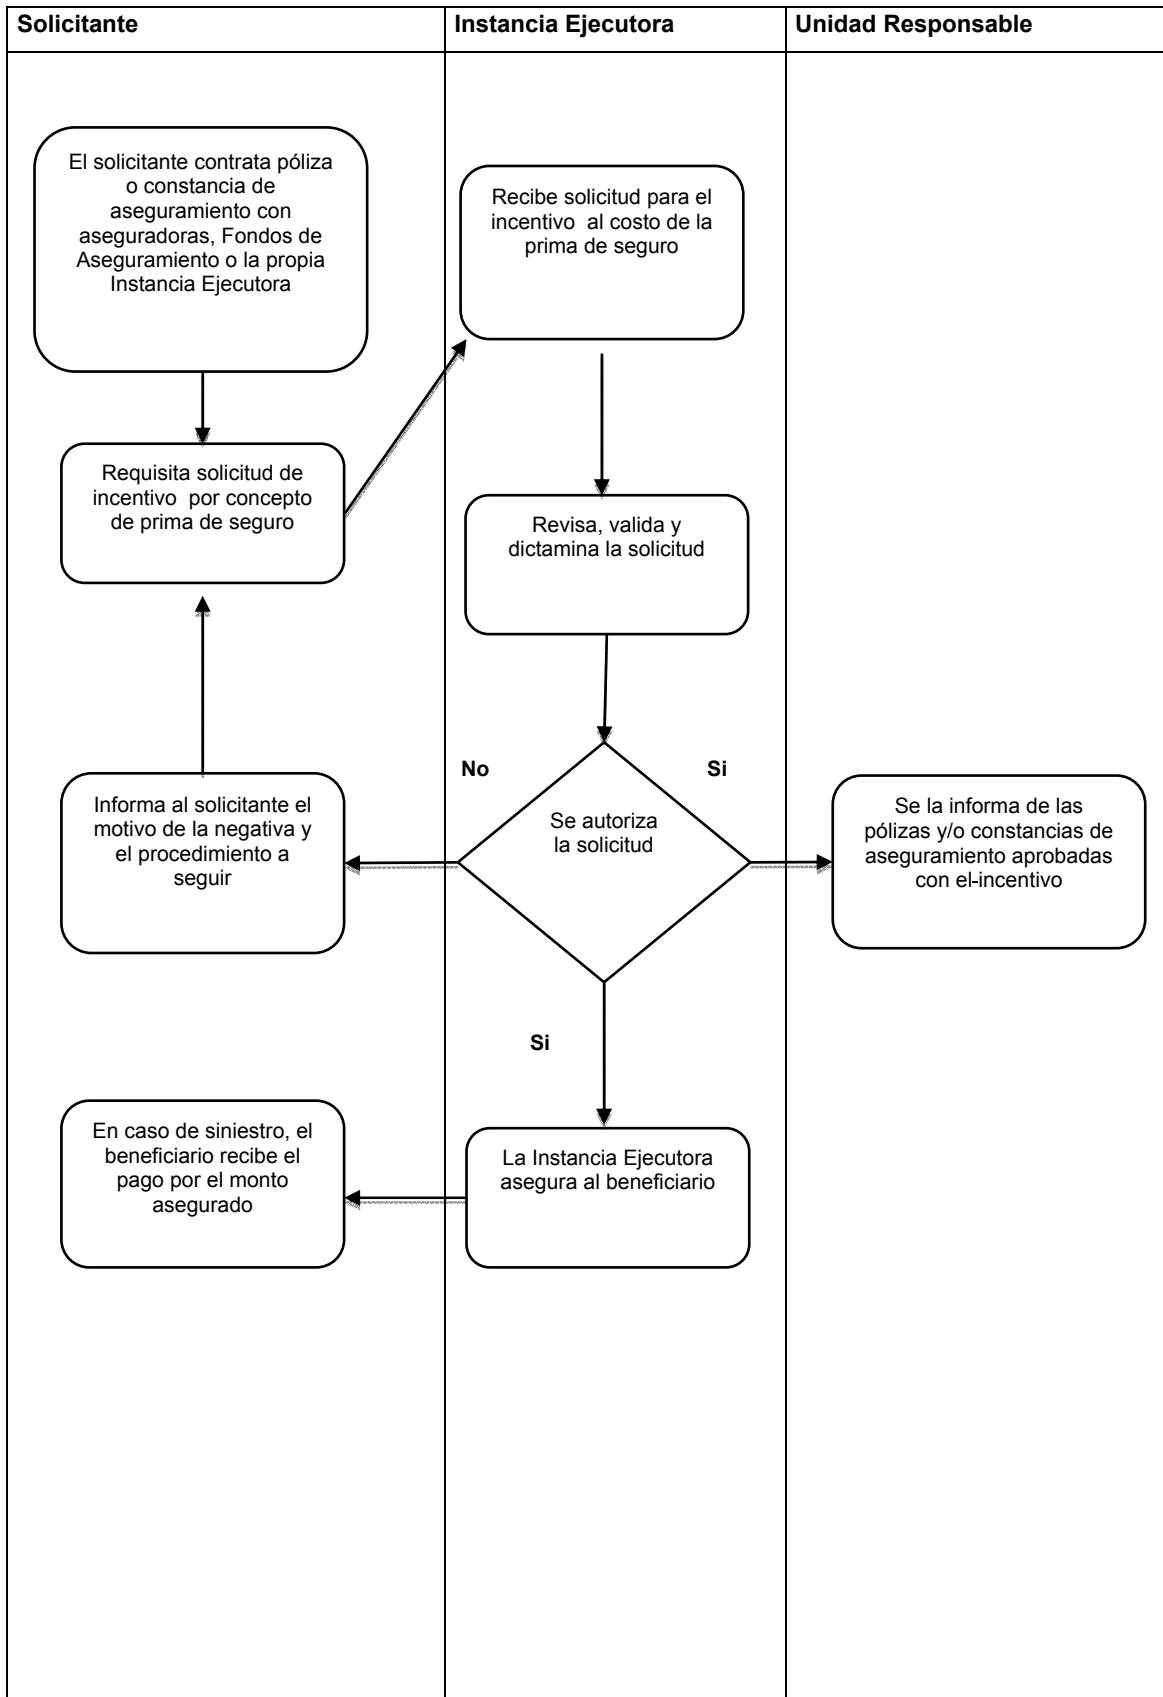 Solicitante
Instancia Ejecutora
Unidad Responsable
El solicitante contrata póliza
o constancia de
aseguramiento con
aseguradoras, Fondos de
Aseguramiento o la propia
Instancia Ejecutora
Recibe solicitud para el
incentivo al costo de la
prima de seguro
Requisita solicitud de
incentivo por concepto
de prima de seguro
Revisa, valida y
dictamina la solicitud
No
Si
Informa al solicitante el
motivo de la negativa y
el procedimiento a
seguir
Se autoriza
la solicitud
Se la informa de las
pólizas y/o constancias de
aseguramiento aprobadas
con el-incentivo
Si
En caso de siniestro, el
beneficiario recibe el
pago por el monto
asegurado
La Instancia Ejecutora
asegura al beneficiario